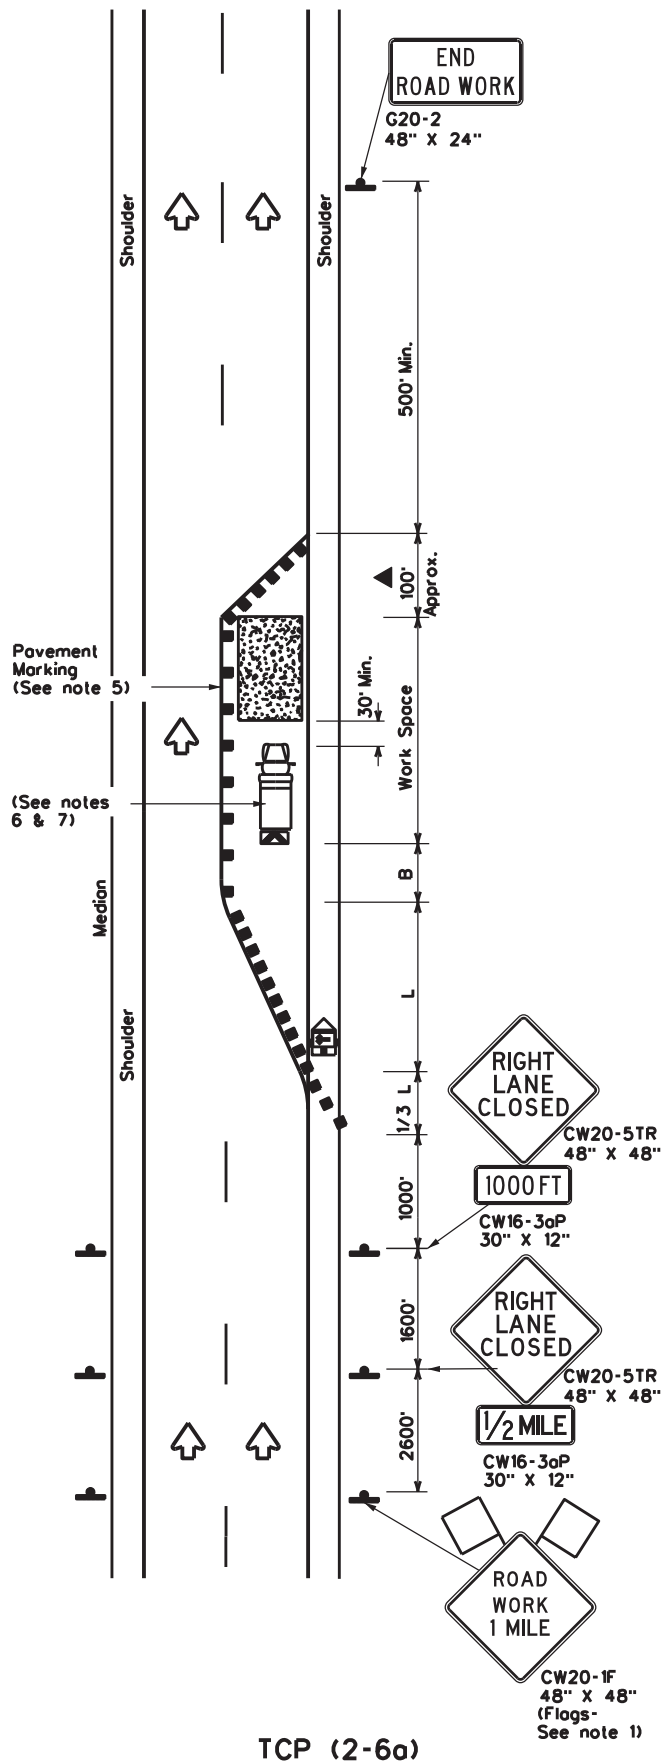 END
ROAD WORK
G20-2
48" X 24"
Shoulder
Shoulder
500' Min.
100'
Approx.
Pavement
Marking
(See note 5)
30' Min.
Work Space
(See notes
6 & 7)
B
Median
L
Shoulder
1/3 L
RIGHT
LANE
CLOSED
CW20-5TR
48" X 48"
1000 FT
CW16-3aP
30" X 12"
1000'
1600'
RIGHT
LANE
CLOSED
CW20-5TR
48" X 48"
1/2 MILE
CW16-3aP
30" X 12"
2600'
ROAD
WORK
1 MILE
CW20-1F
48" X 48"
(Flags-
See note 1)
TCP (2-6a)